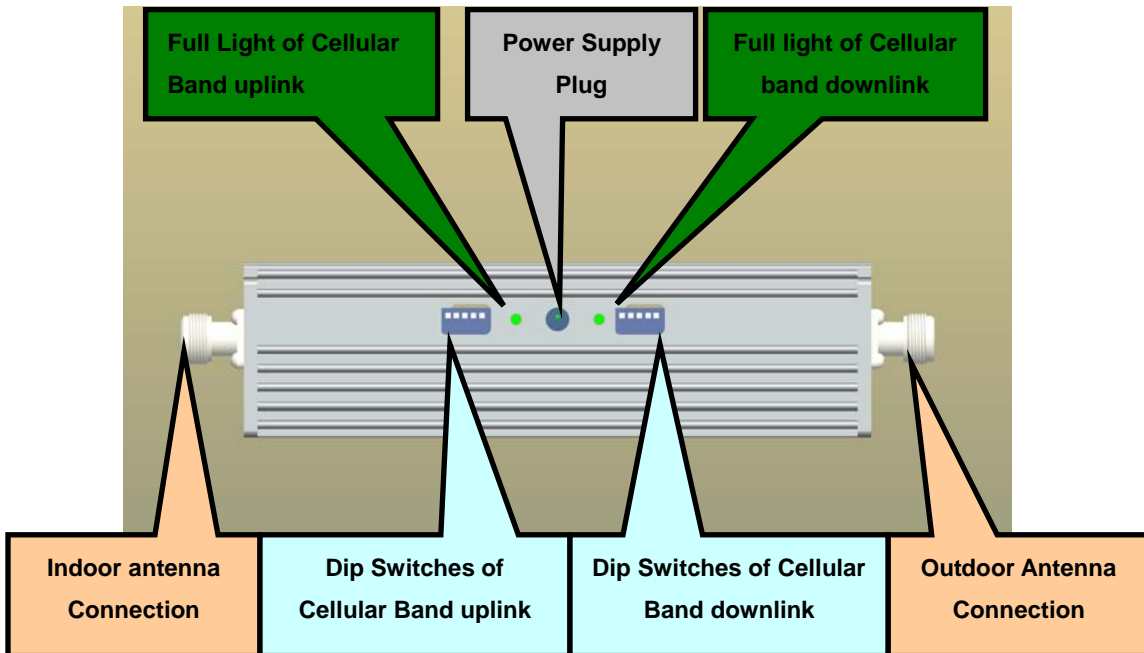 Full Light of Cellular
Band uplink
Power Supply
Plug
Full light of Cellular
band downlink
Indoor antenna
Connection
Dip Switches of
Cellular Band uplink
Dip Switches of Cellular
Band downlink
Outdoor Antenna
Connection